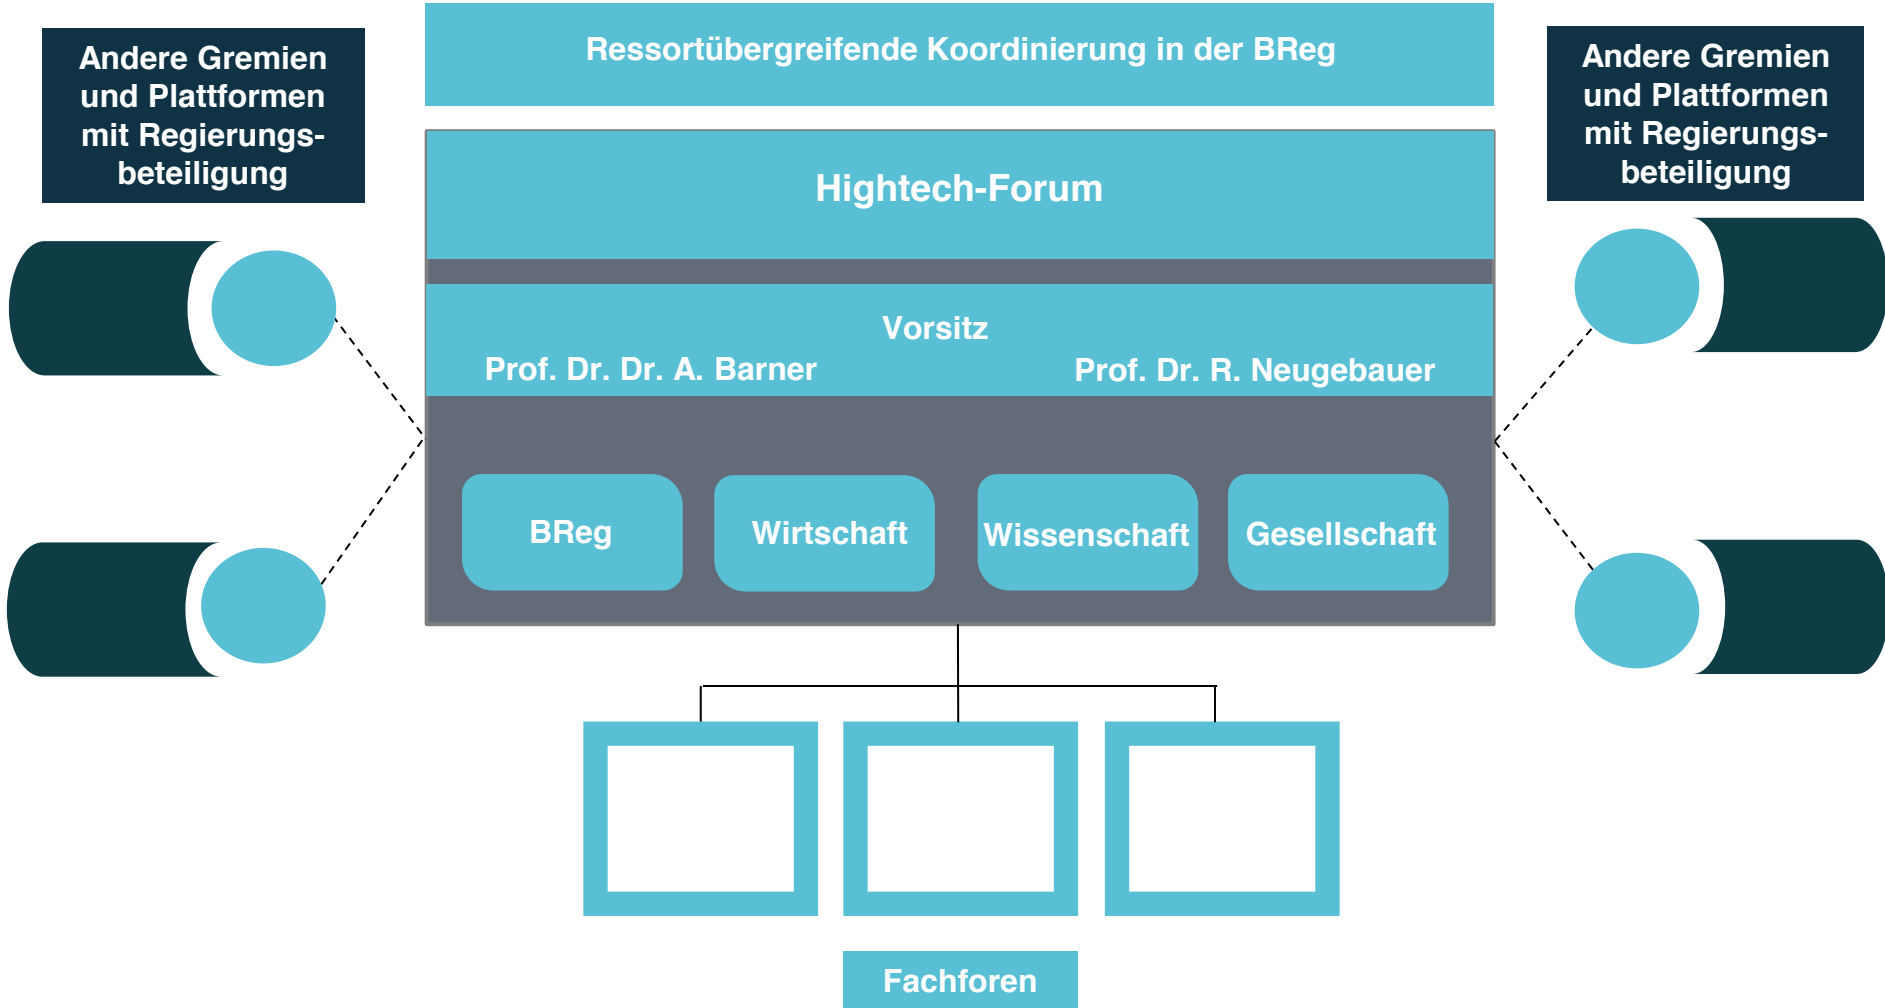 Ressortübergreifende Koordinierung in der BReg
Andere Gremien
und Plattformen
mit Regierungs-
beteiligung
Andere Gremien
und Plattformen
mit Regierungs-
beteiligung
Hightech-Forum
Vorsitz
Prof. Dr. Dr. A. Barner
Prof. Dr. R. Neugebauer
BReg
Wirtschaft
Wissenschaft
Gesellschaft
Fachforen